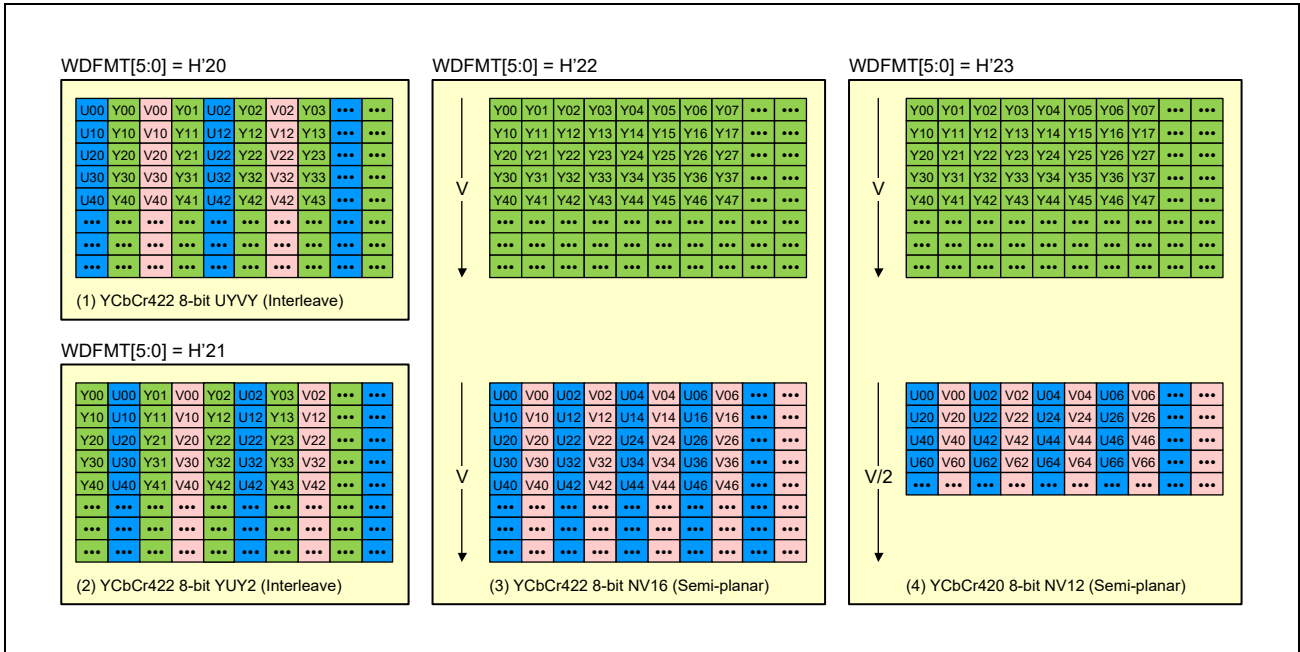 WDFMT[5:0] = H'20
U00 Y00 V00 Y01 U02 Y02 V02 Y03 ••• •••
U10 Y10 V10 Y11 U12 Y12 V12 Y13 ••• •••
U20 Y20 V20 Y21 U22 Y22 V22 Y23 ••• •••
U30 Y30 V30 Y31 U32 Y32 V32 Y33 ••• •••
U40 Y40 V40 Y41 U42 Y42 V42 Y43 ••• •••
••• ••• ••• ••• ••• ••• ••• ••• ••• •••
••• ••• ••• ••• ••• ••• ••• ••• ••• •••
••• ••• ••• ••• ••• ••• ••• ••• ••• •••
(1) YCbCr422 8-bit UYVY (Interleave)
WDFMT[5:0] = H'21
Y00 U00 Y01 V00 Y02 U02 Y03 V02 ••• •••
Y10 U10 Y11 V10 Y12 U12 Y13 V12 ••• •••
Y20 U20 Y21 V20 Y22 U22 Y23 V22 ••• •••
Y30 U30 Y31 V30 Y32 U32 Y33 V32 ••• •••
Y40 U40 Y41 V40 Y42 U42 Y43 V42 ••• •••
••• ••• ••• ••• ••• ••• ••• ••• ••• •••
••• ••• ••• ••• ••• ••• ••• ••• ••• •••
••• ••• ••• ••• ••• ••• ••• ••• ••• •••
(2) YCbCr422 8-bit YUY2 (Interleave)
WDFMT[5:0] = H'22
V
Y00 Y01 Y02 Y03 Y04 Y05 Y06 Y07 ••• •••
Y10 Y11 Y12 Y13 Y14 Y15 Y16 Y17 ••• •••
Y20 Y21 Y22 Y23 Y24 Y25 Y26 Y27 ••• •••
Y30 Y31 Y32 Y33 Y34 Y35 Y36 Y37 ••• •••
Y40 Y41 Y42 Y43 Y44 Y45 Y46 Y47 ••• •••
••• ••• ••• ••• ••• ••• ••• ••• ••• •••
••• ••• ••• ••• ••• ••• ••• ••• ••• •••
••• ••• ••• ••• ••• ••• ••• ••• ••• •••
V
U00 V00 U02 V02 U04 V04 U06 V06 ••• •••
U10 V10 U12 V12 U14 V14 U16 V16 ••• •••
U20 V20 U22 V22 U24 V24 U26 V26 ••• •••
U30 V30 U32 V32 U34 V34 U36 V36 ••• •••
U40 V40 U42 V42 U44 V44 U46 V46 ••• •••
••• ••• ••• ••• ••• ••• ••• ••• ••• •••
••• ••• ••• ••• ••• ••• ••• ••• ••• •••
••• ••• ••• ••• ••• ••• ••• ••• ••• •••
(3) YCbCr422 8-bit NV16 (Semi-planar)
WDFMT[5:0] = H'23
V
Y00 Y01 Y02 Y03 Y04 Y05 Y06 Y07 ••• •••
Y10 Y11 Y12 Y13 Y14 Y15 Y16 Y17 ••• •••
Y20 Y21 Y22 Y23 Y24 Y25 Y26 Y27 ••• •••
Y30 Y31 Y32 Y33 Y34 Y35 Y36 Y37 ••• •••
Y40 Y41 Y42 Y43 Y44 Y45 Y46 Y47 ••• •••
••• ••• ••• ••• ••• ••• ••• ••• ••• •••
••• ••• ••• ••• ••• ••• ••• ••• ••• •••
••• ••• ••• ••• ••• ••• ••• ••• ••• •••
V/2
U00 V00 U02 V02 U04 V04 U06 V06 ••• •••
U20 V20 U22 V22 U24 V24 U26 V26 ••• •••
U40 V40 U42 V42 U44 V44 U46 V46 ••• •••
U60 V60 U62 V62 U64 V64 U66 V66 ••• •••
••• ••• ••• ••• ••• ••• ••• ••• ••• •••
(4) YCbCr420 8-bit NV12 (Semi-planar)